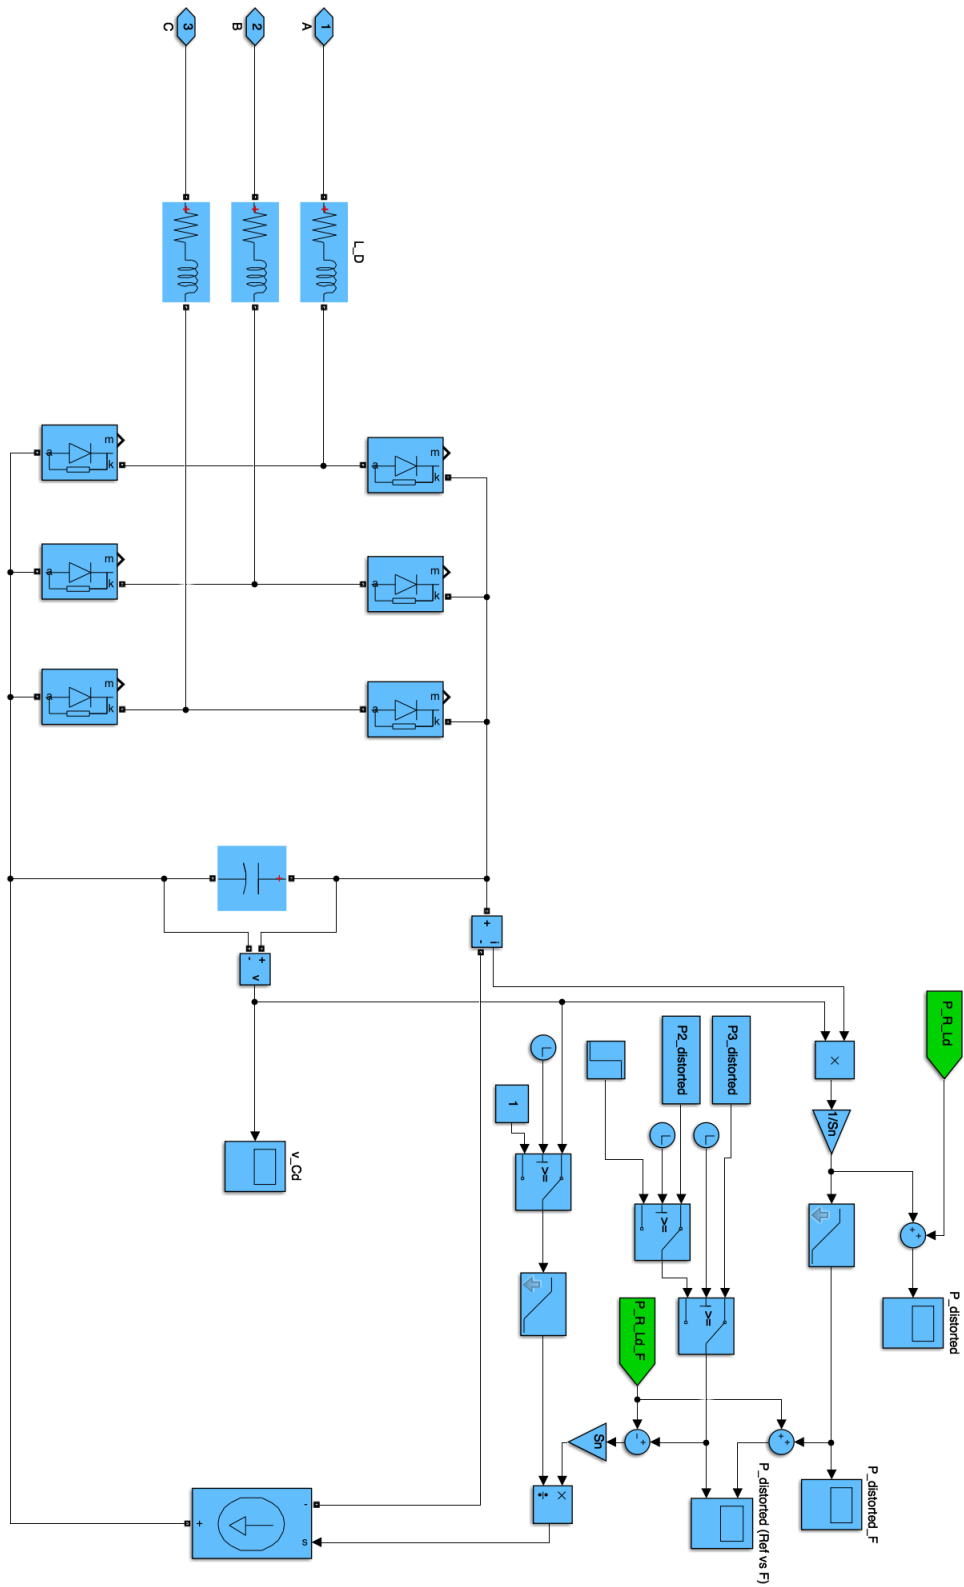 1
A
2
B
3
C
+
+
+
L_D
m
a
k
m
a
k
m
a
k
m
a
k
m
a
k
m
a
k
+
+
-
i
+
-
v
v_Cd
P_R_Ld
×
1/Sn
+
+
P_distorted
P3_distorted
P2_distorted
1
>=
>=
>=
P_R_Ld_F
+
-
+
+
P_distorted_F
P_distorted (Ref vs F)
Sn
×
÷
-
+
s